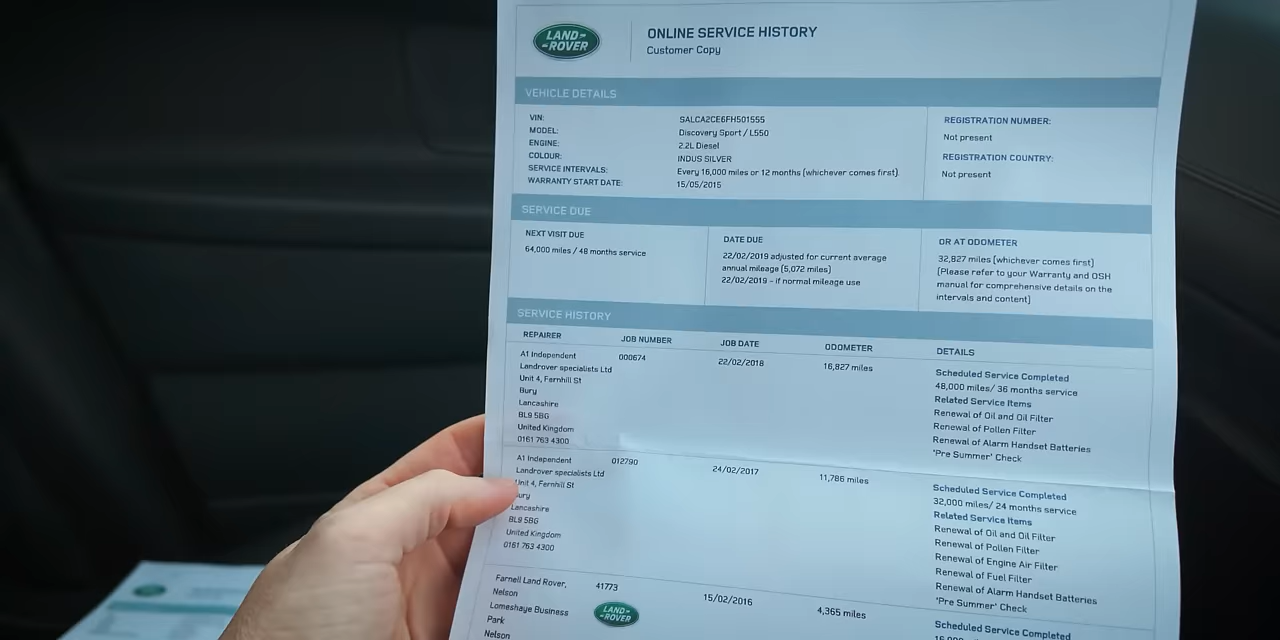 LAND-
-ROVER
ONLINE SERVICE HISTORY
Customer Copy
VEHICLE DETAILS
VIN: SALCA2CE6FH501555
MODEL: Discovery Sport / L550
ENGINE: 2.2L Diesel
COLOUR: INDUS SILVER
SERVICE INTERVALS: Every 16,000 miles or 12 months (whichever comes first)
WARRANTY START DATE: 15/05/2015
REGISTRATION NUMBER:
Not present
REGISTRATION COUNTRY:
Not present
SERVICE DUE
NEXT VISIT DUE
64,000 miles / 48 months service
DATE DUE
22/02/2019 adjusted for current average
annual mileage (5,072 miles)
22/02/2019 - if normal mileage use
OR AT ODOMETER
32,827 miles (whichever comes first)
(Please refer to your Warranty and OSH
manual for comprehensive details on the
intervals and content)
SERVICE HISTORY
REPAIRER JOB NUMBER JOB DATE ODOMETER DETAILS
A1 Independent
Landrover specialists Ltd
Unit 4, Fernhill St
Bury
Lancashire
BL9 5BG
United Kingdom
0161 763 4300
000674
22/02/2018
16,827 miles
Scheduled Service Completed
48,000 miles/ 36 months service
Related Service Items
Renewal of Oil and Oil Filter
Renewal of Pollen Filter
Renewal of Alarm Handset Batteries
'Pre Summer' Check
A1 Independent
Landrover specialists Ltd
Unit 4, Fernhill St
ury
Lancashire
BL9 5BG
United Kingdom
0161 763 4300
012790
24/02/2017
11,786 miles
Scheduled Service Completed
32,000 miles/ 24 months service
Related Service Items
Renewal of Oil and Oil Filter
Renewal of Pollen Filter
Renewal of Engine Air Filter
Renewal of Fuel Filter
Renewal of Alarm Handset Batteries
'Pre Summer' Check
Farnell Land Rover,
Nelson
Lomeshaye Business
Park
Nelson
41773
LAND-
-ROVER
15/02/2016
4,365 miles
Scheduled Service Completed